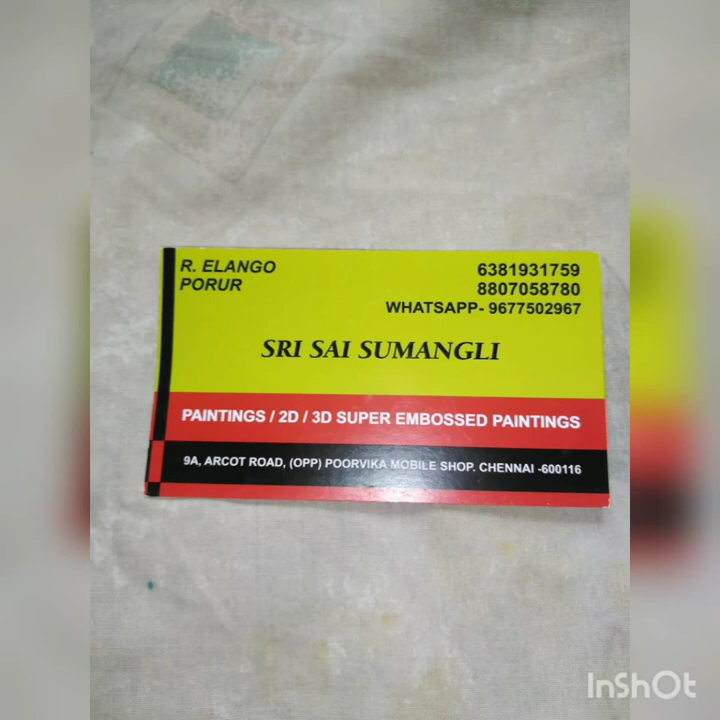 R. ELANGO
PORUR
6381931759
8807058780
WHATSAPP- 9677502967
SRI SAI SUMANGLI
PAINTINGS / 2D / 3D SUPER EMBOSSED PAINTINGS
9A, ARCOT ROAD, (OPP) POORVIKA MOBILE SHOP. CHENNAI -600116
InShOt